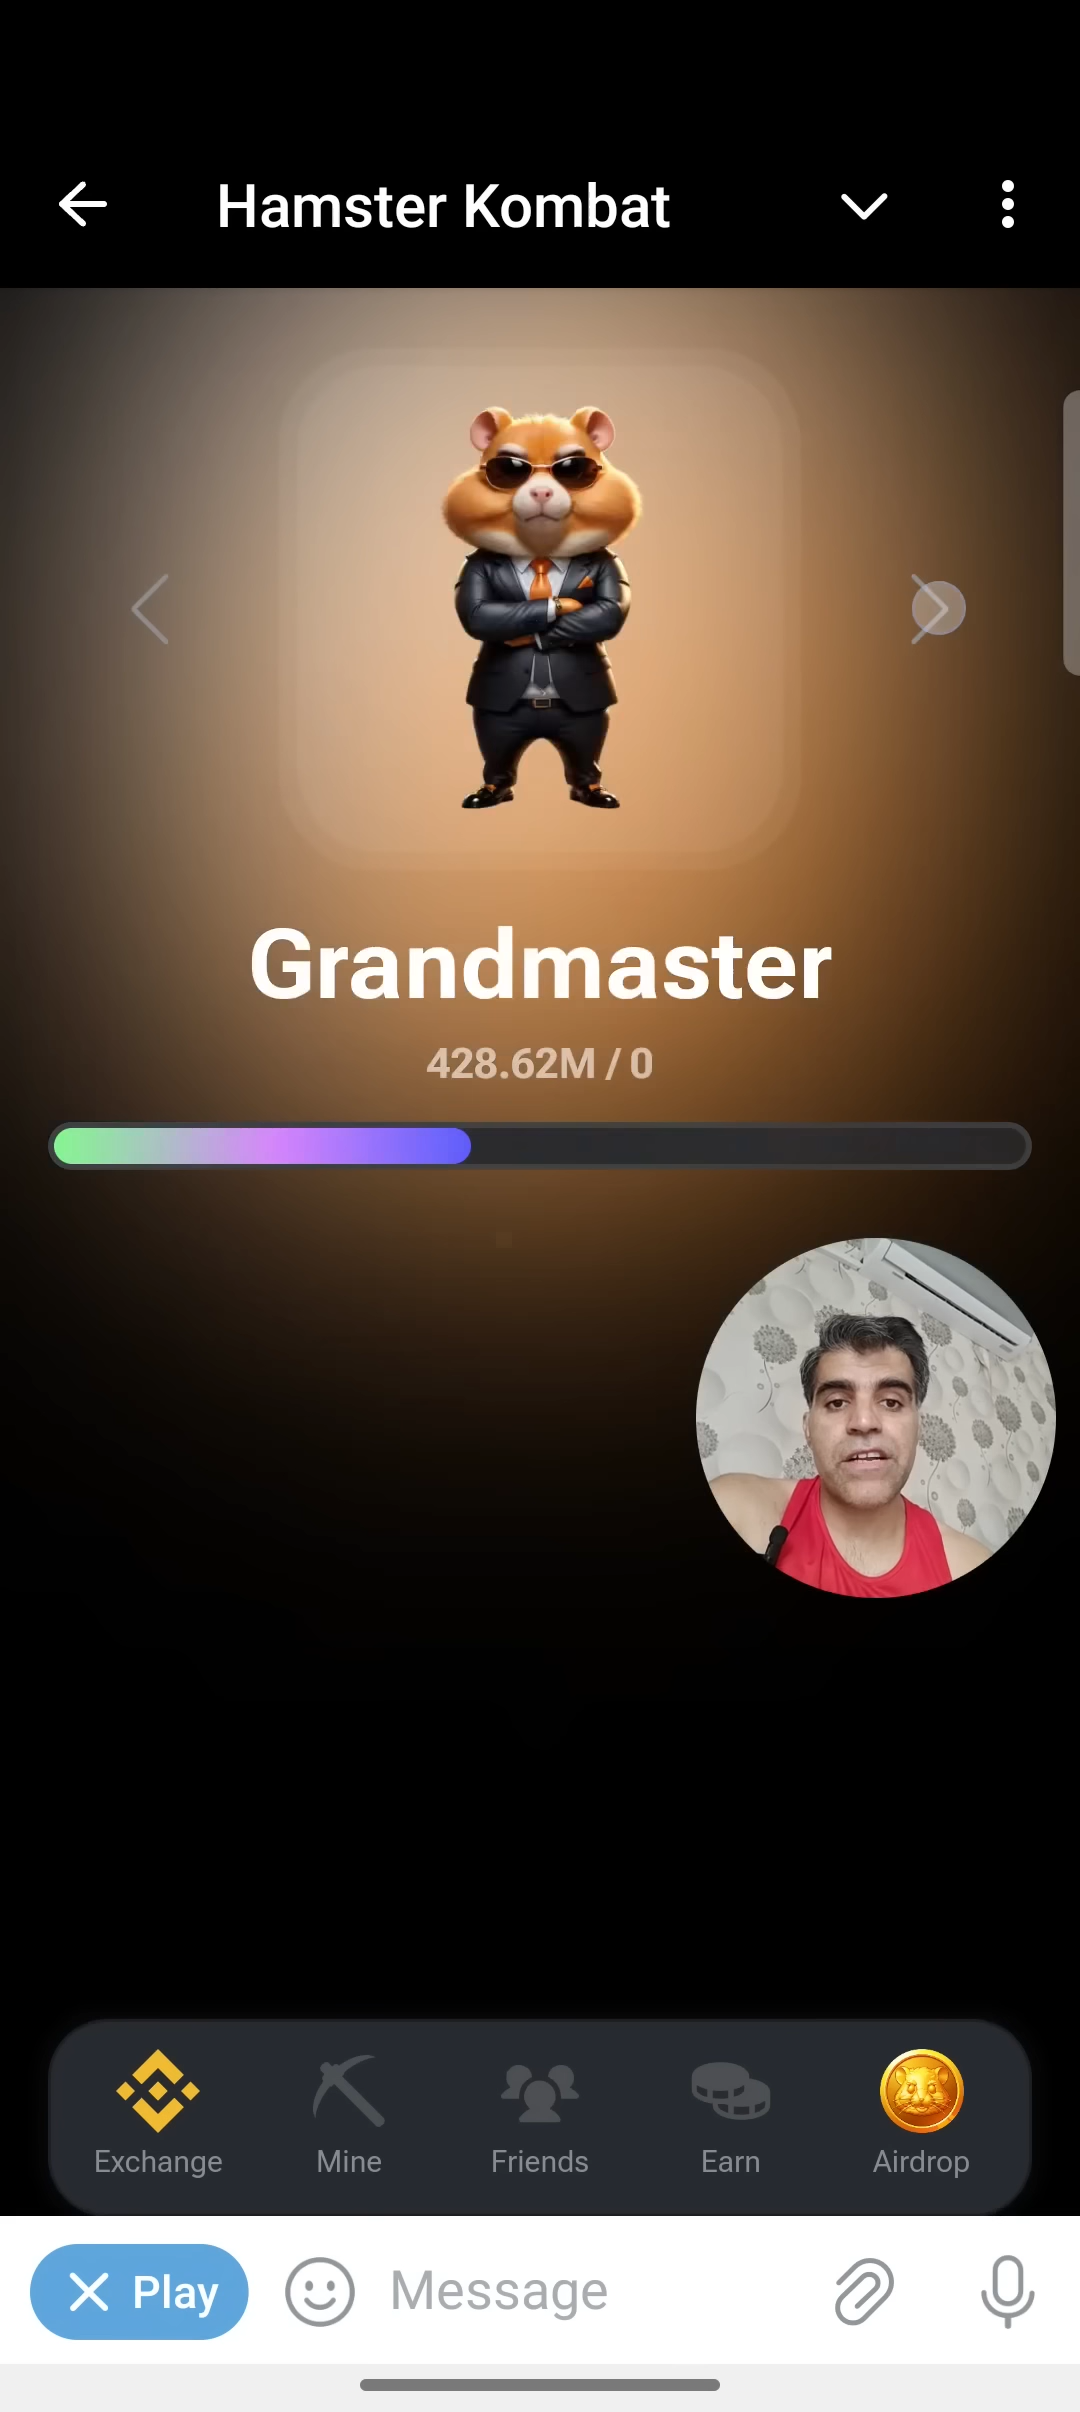 Hamster Kombat
Grandmaster
428.62M / 0
Exchange
Mine
Friends
Earn
Airdrop
Play
Message